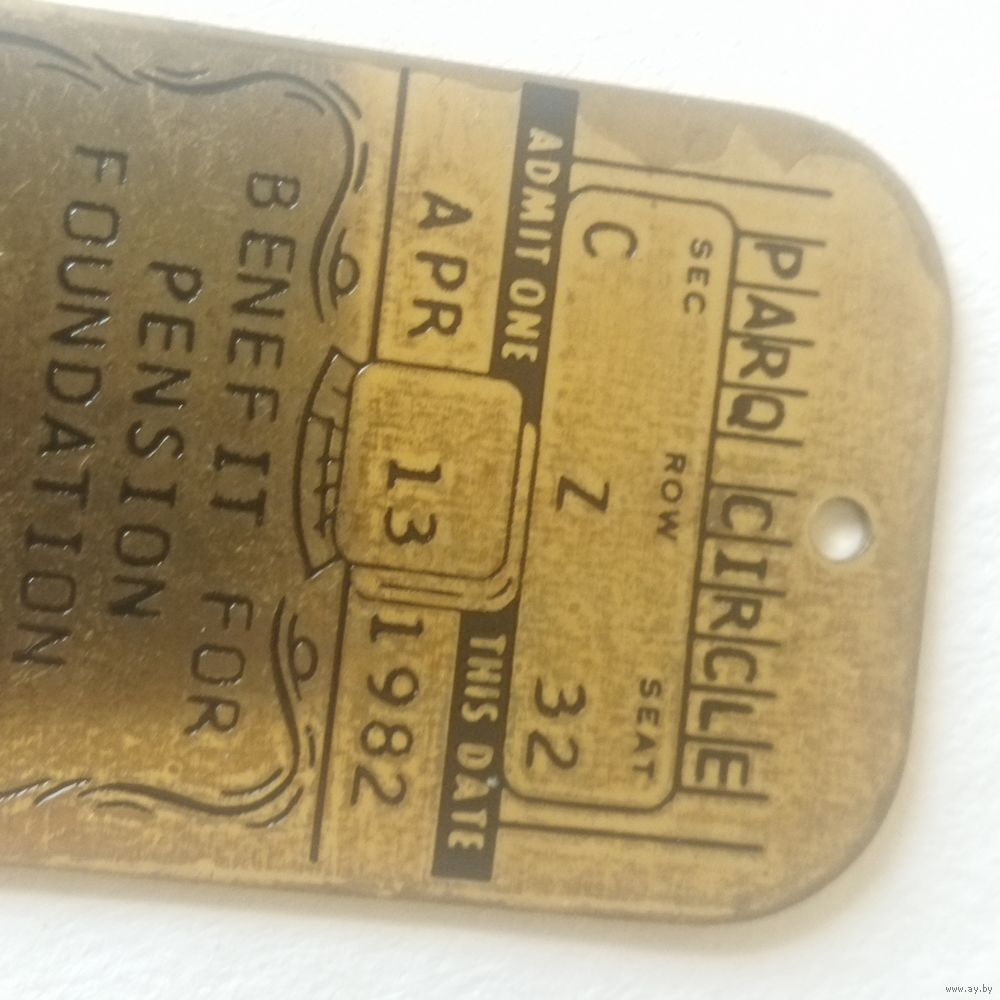 PARQ CIRCLE
SEC ROW SEAT
C Z 32
ADMIT ONE THIS DATE
APR 13 1982
BENEFIT FOR
PENSION
FOUNDATION
www.ay.by